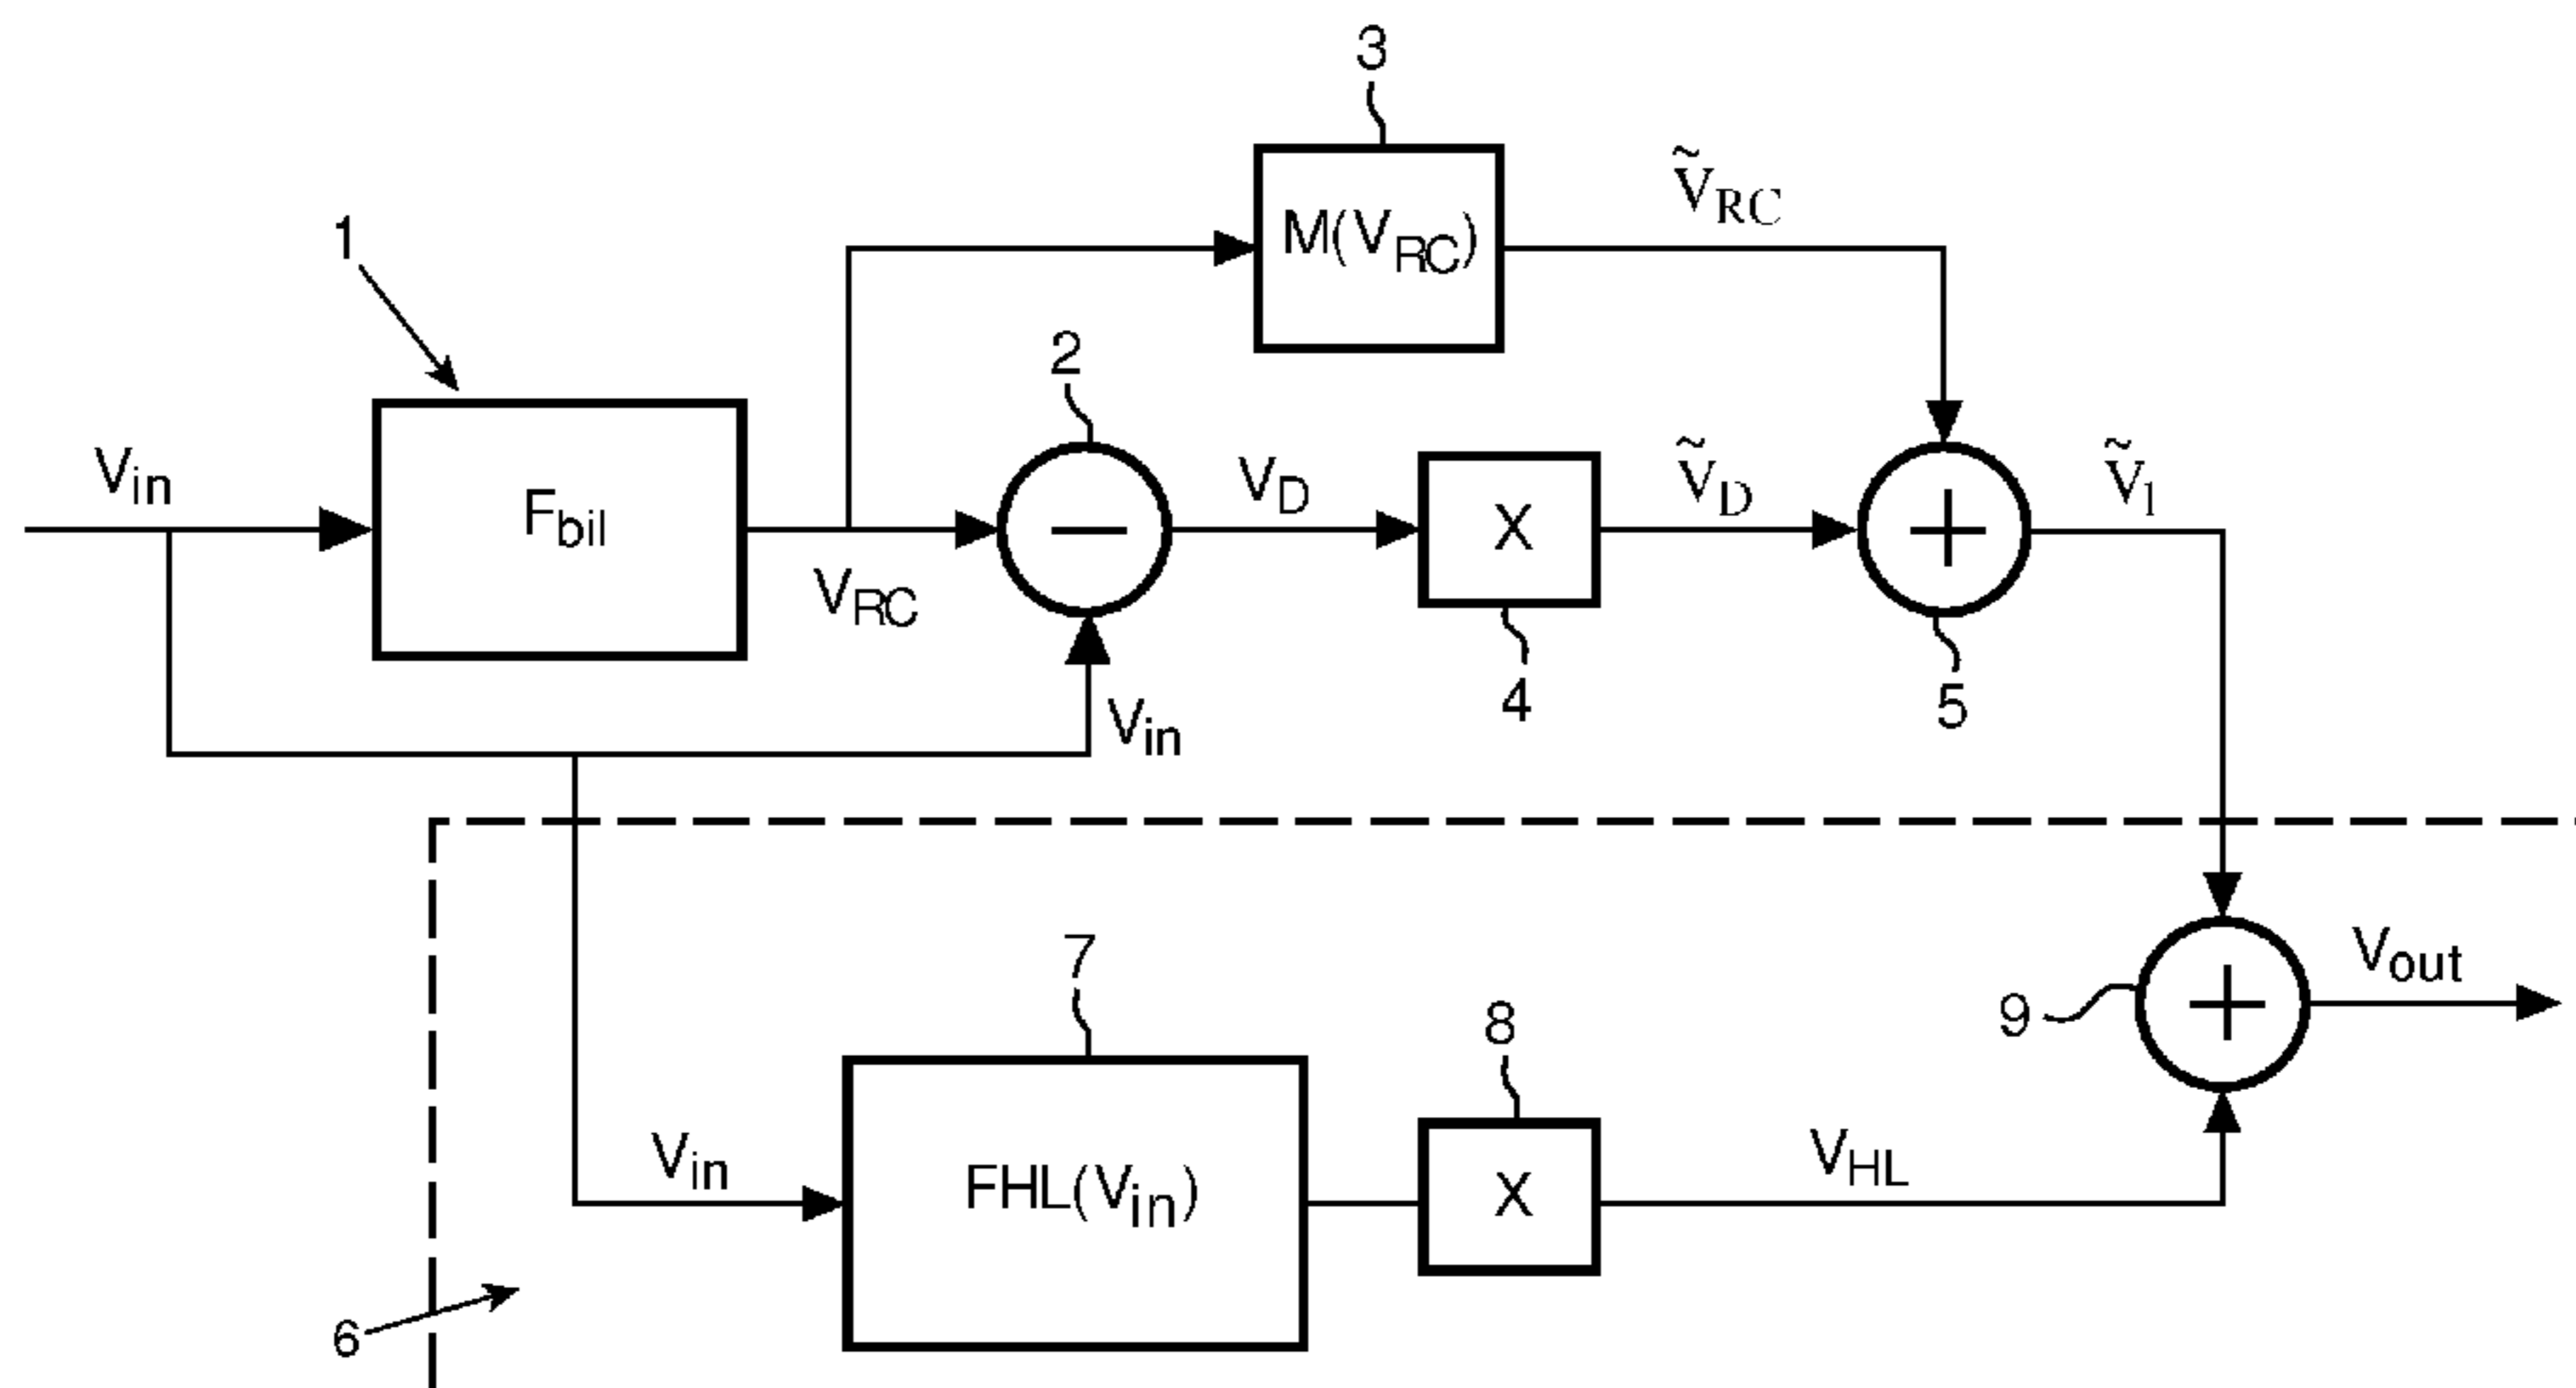 3
M(V_RC)
Ṽ_RC
1
2
V_in
F_bil
V_RC
−
V_D
X
Ṽ_D
+
Ṽ_1
4
5
V_in
7
8
9
+
V_out
V_in
FHL(V_in)
X
V_HL
6